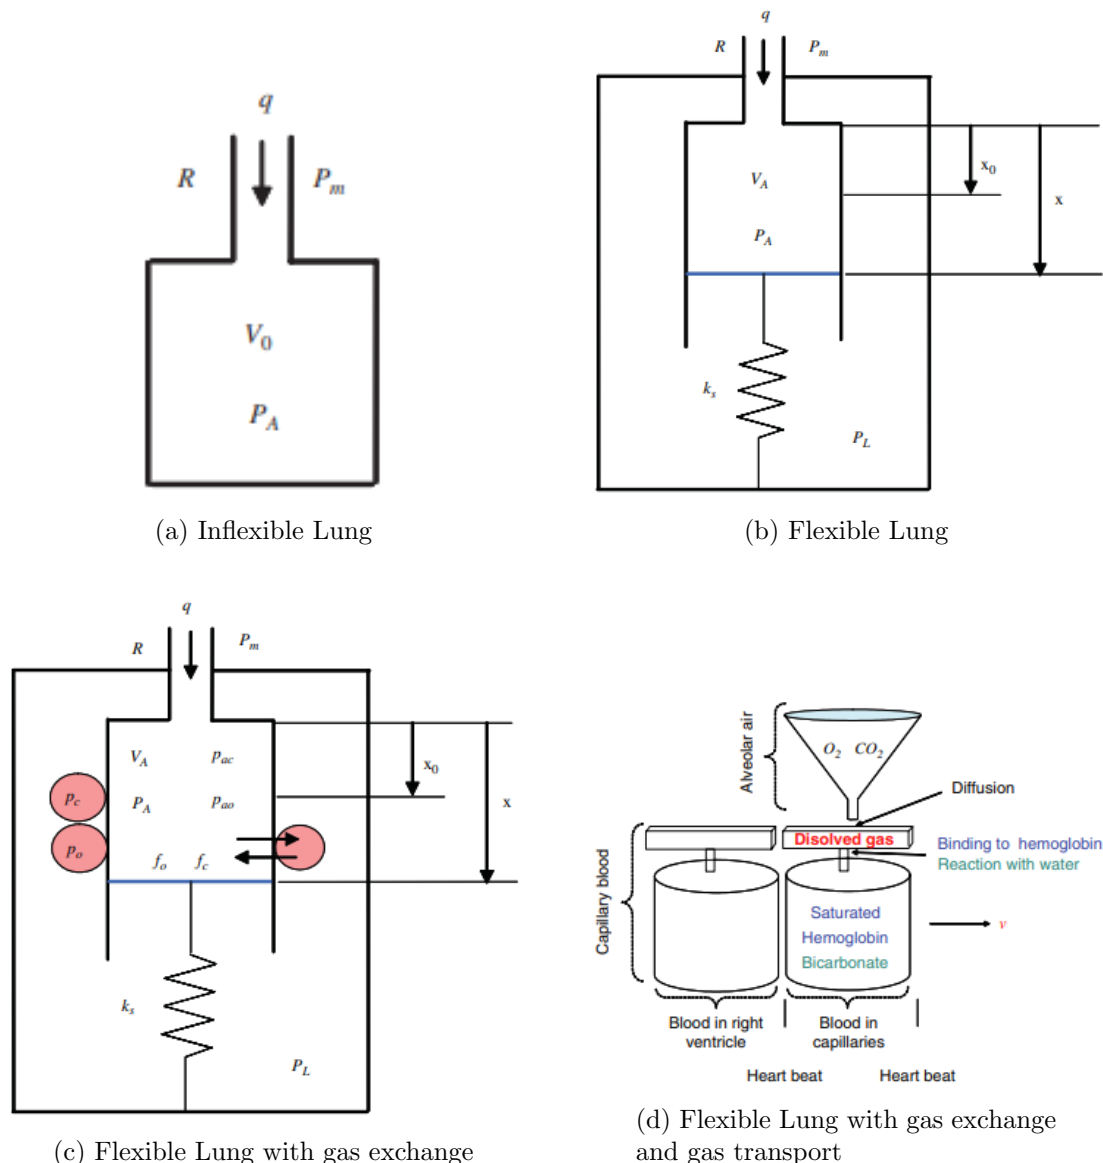 q
R
P_m
V_0
P_A
(a) Inflexible Lung
q
R
P_m
x_0
V_A
x
P_A
k_s
P_L
(b) Flexible Lung
q
R
P_m
V_A
p_ac
x_0
p_c
P_A
p_ao
x
p_o
f_o
f_c
k_s
P_L
(c) Flexible Lung with gas exchange
Alveolar air
O_2 CO_2
Diffusion
Disolved gas
Binding to hemoglobin
Reaction with water
Capillary blood
Saturated
Hemoglobin
Bicarbonate
v
Blood in right
ventricle
Blood in
capillaries
Heart beat
Heart beat
(d) Flexible Lung with gas exchange
and gas transport